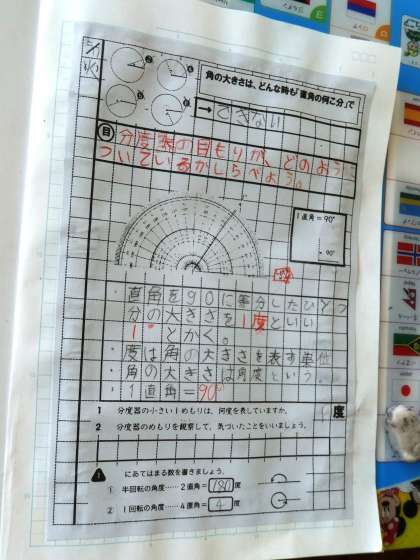 角の大きさは、どんな時も「直角の何こ分」で
→ できない
目 分度器の目もりが、どのように
ついているかしらべよう。
1直角=90°
90°
・直角を90に等分したひとつ
分の大きさを1度といい
1°とかく。
・度は角の大きさを表す単位
・角の大きさは角度という。
・1直角=90°
1 分度器の小さい1めもりは、何度を表していますか。
1度
2 分度器のめもりを観察して、気づいたことをいいましょう。
1 にあてはまる数を書きましょう。
① 半回転の角度……2直角=180度
② 1回転の角度……4直角=4度